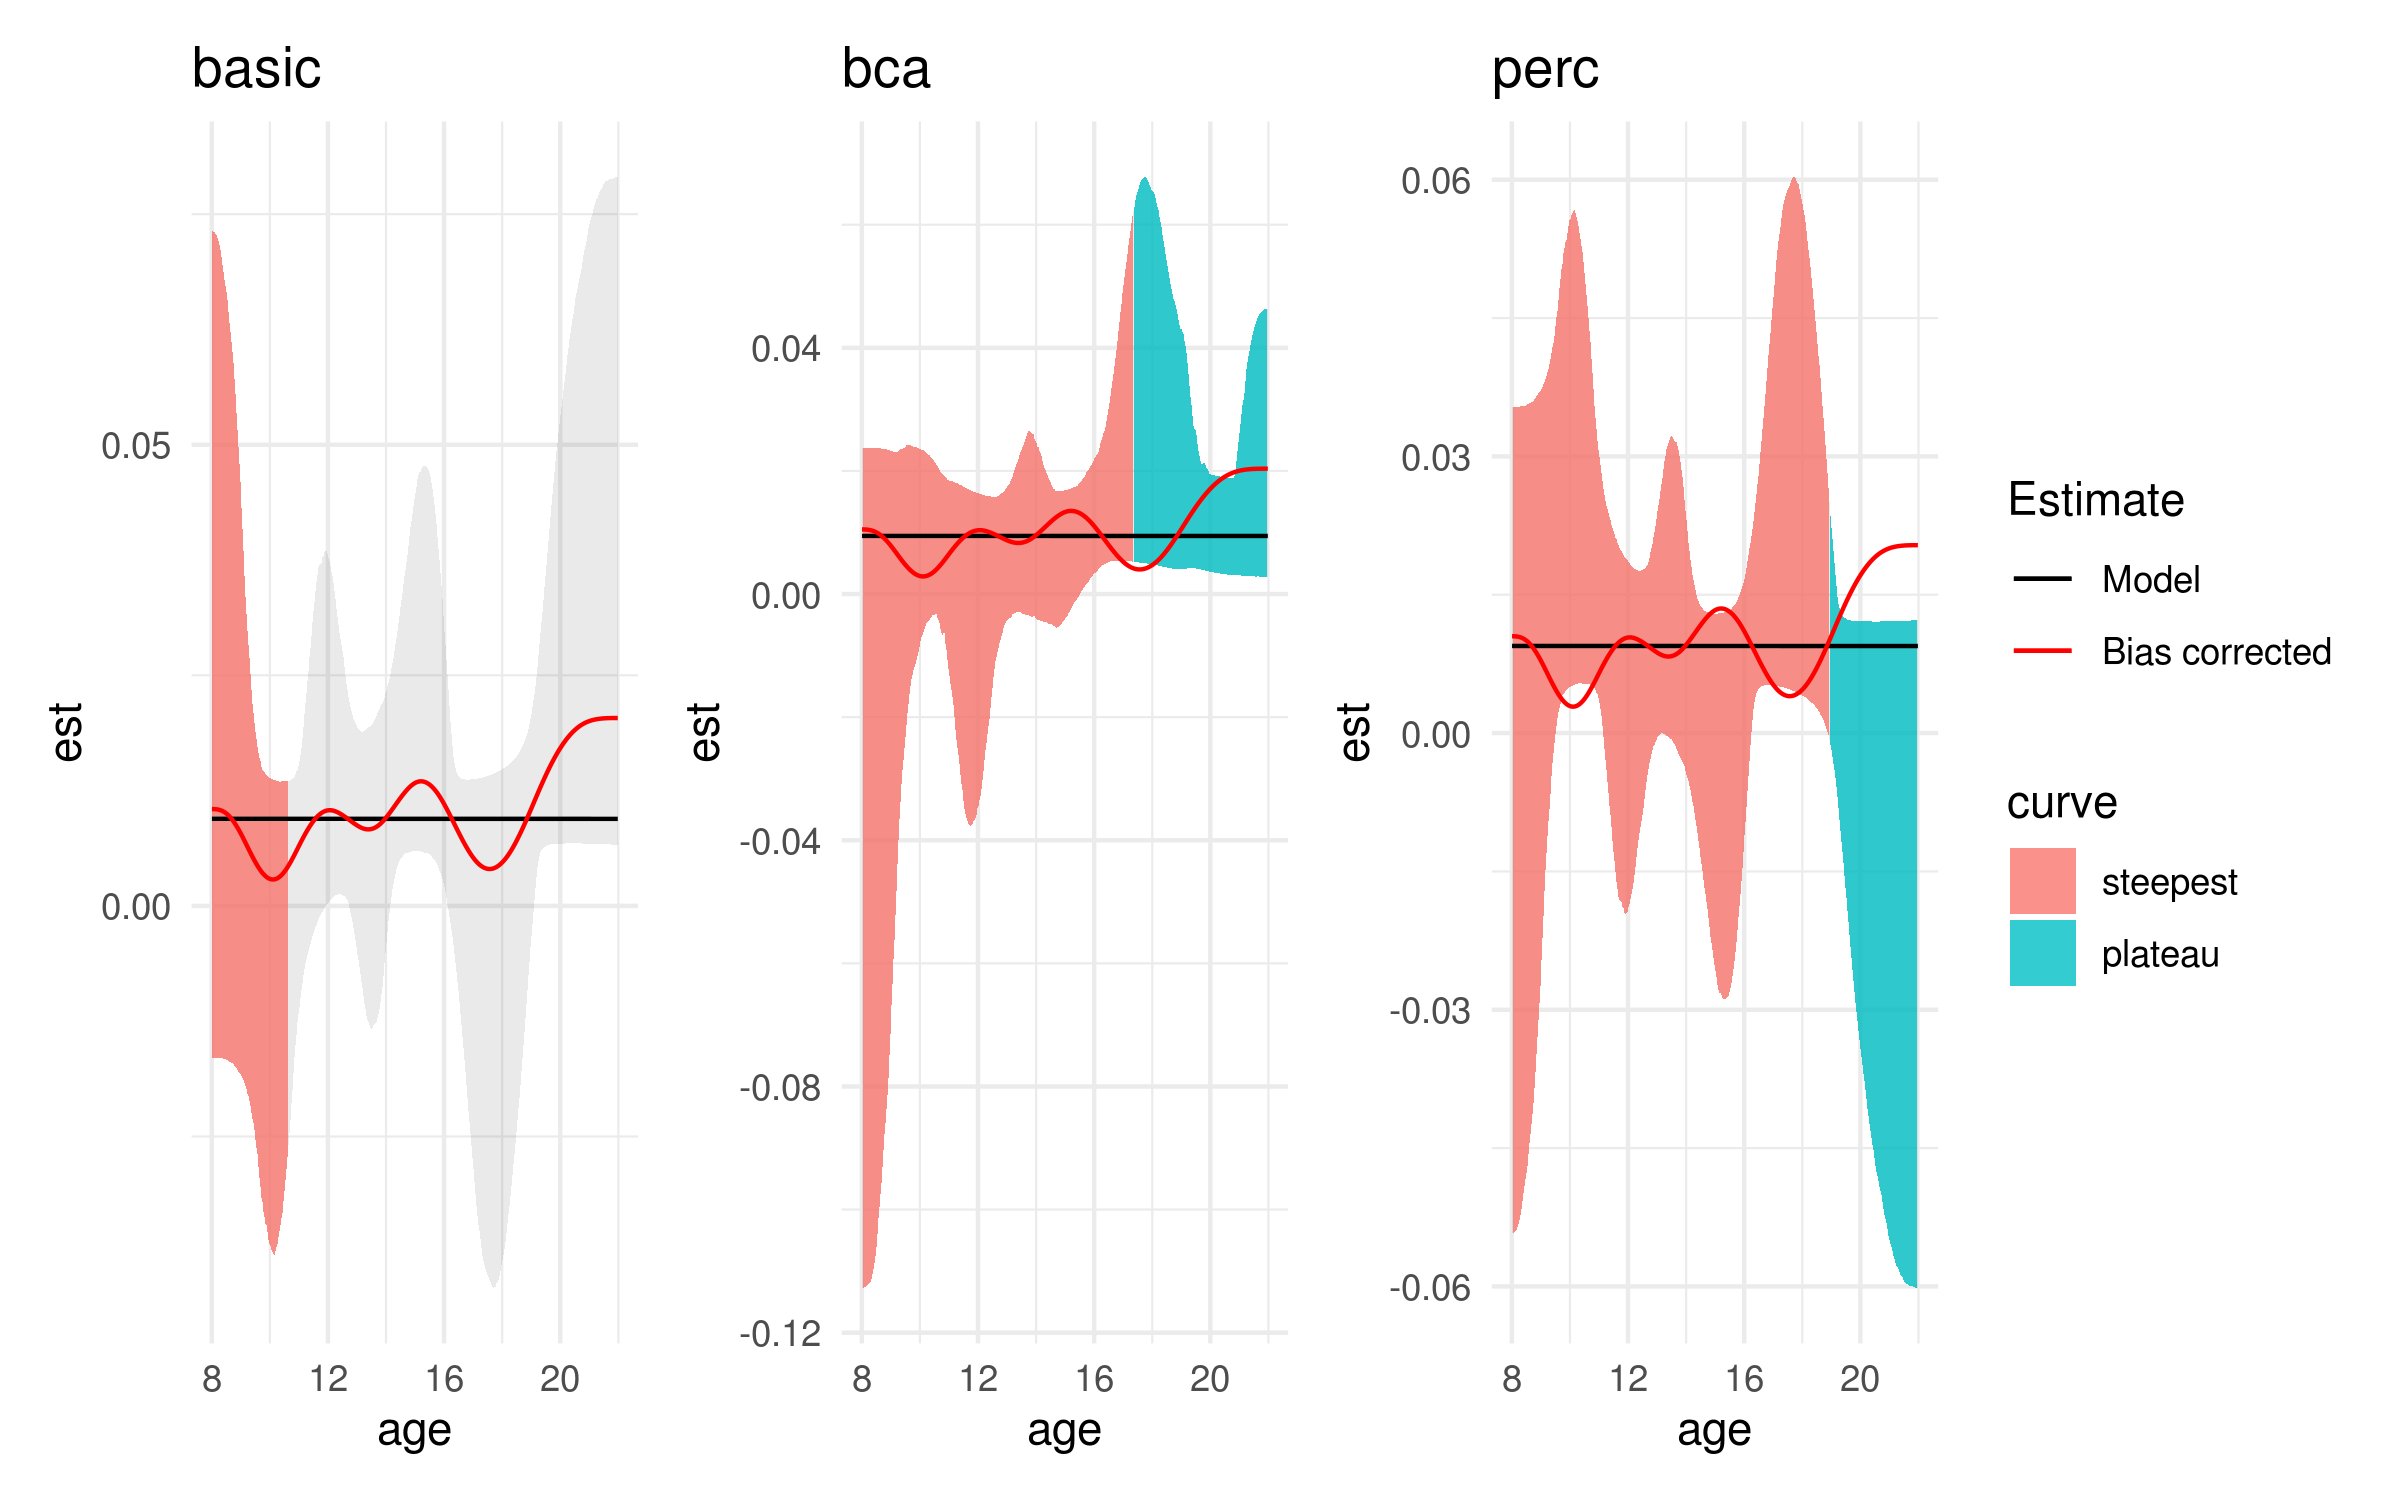 basic
bca
perc
est
0.05
0.00
8
12
16
20
age
est
0.04
0.00
-0.04
-0.08
-0.12
8
12
16
20
age
est
0.06
0.03
0.00
-0.03
-0.06
8
12
16
20
age
Estimate
Model
Bias corrected
curve
steepest
plateau